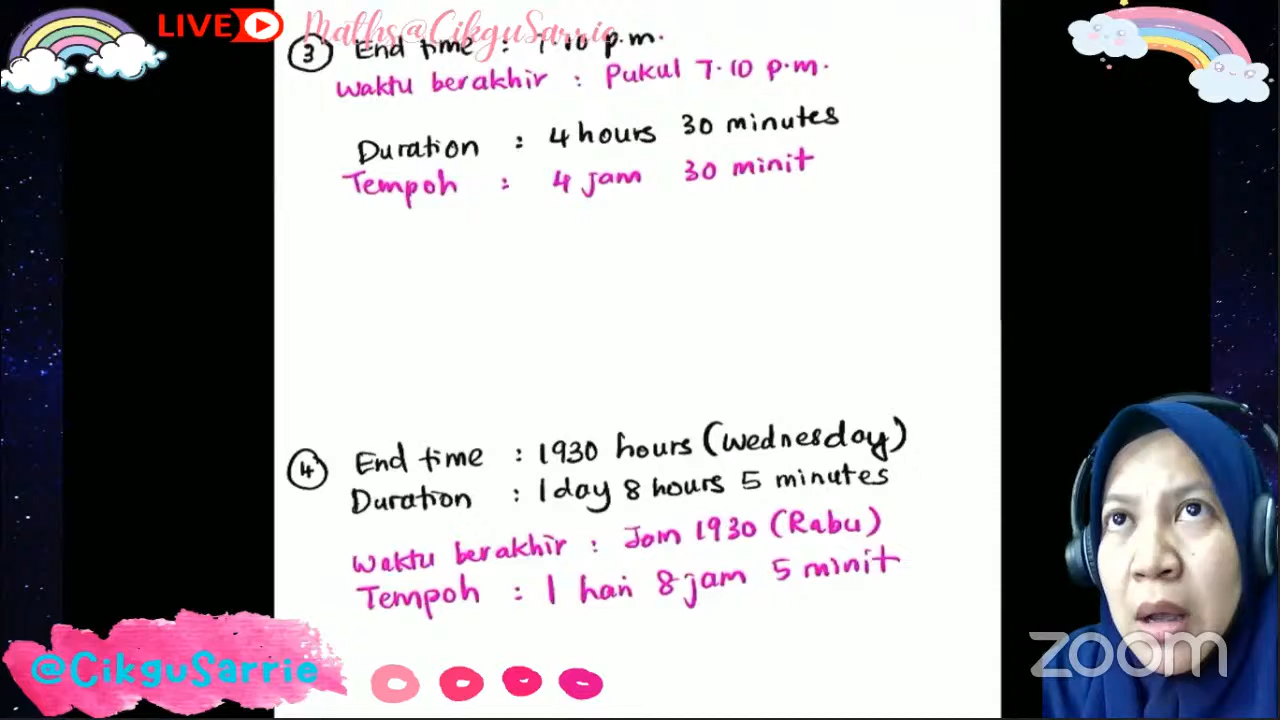 LIVE
Maths@CikguSarrie
3 End time : 7.10 p.m.
Waktu berakhir : Pukul 7.10 p.m.
Duration : 4 hours 30 minutes
Tempoh : 4 jam 30 minit
4 End time : 1930 hours (Wednesday)
Duration : 1 day 8 hours 5 minutes
Waktu berakhir : Jam 1930 (Rabu)
Tempoh : 1 hari 8 jam 5 minit
@CikguSarrie
zoom